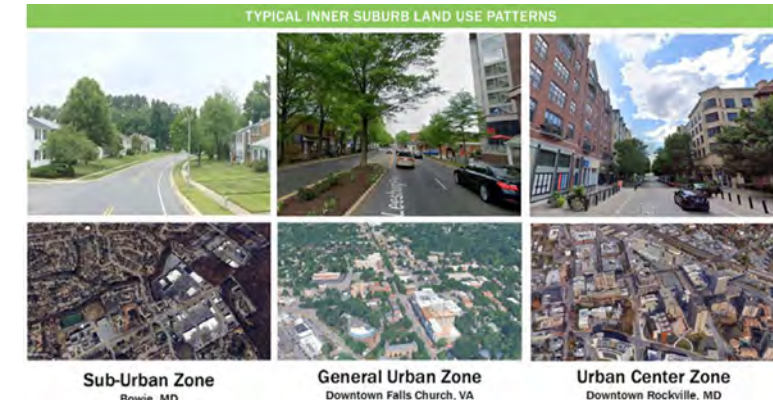 TYPICAL INNER SUBURB LAND USE PATTERNS
Sub-Urban Zone
Bowie, MD
General Urban Zone
Downtown Falls Church, VA
Urban Center Zone
Downtown Rockville, MD